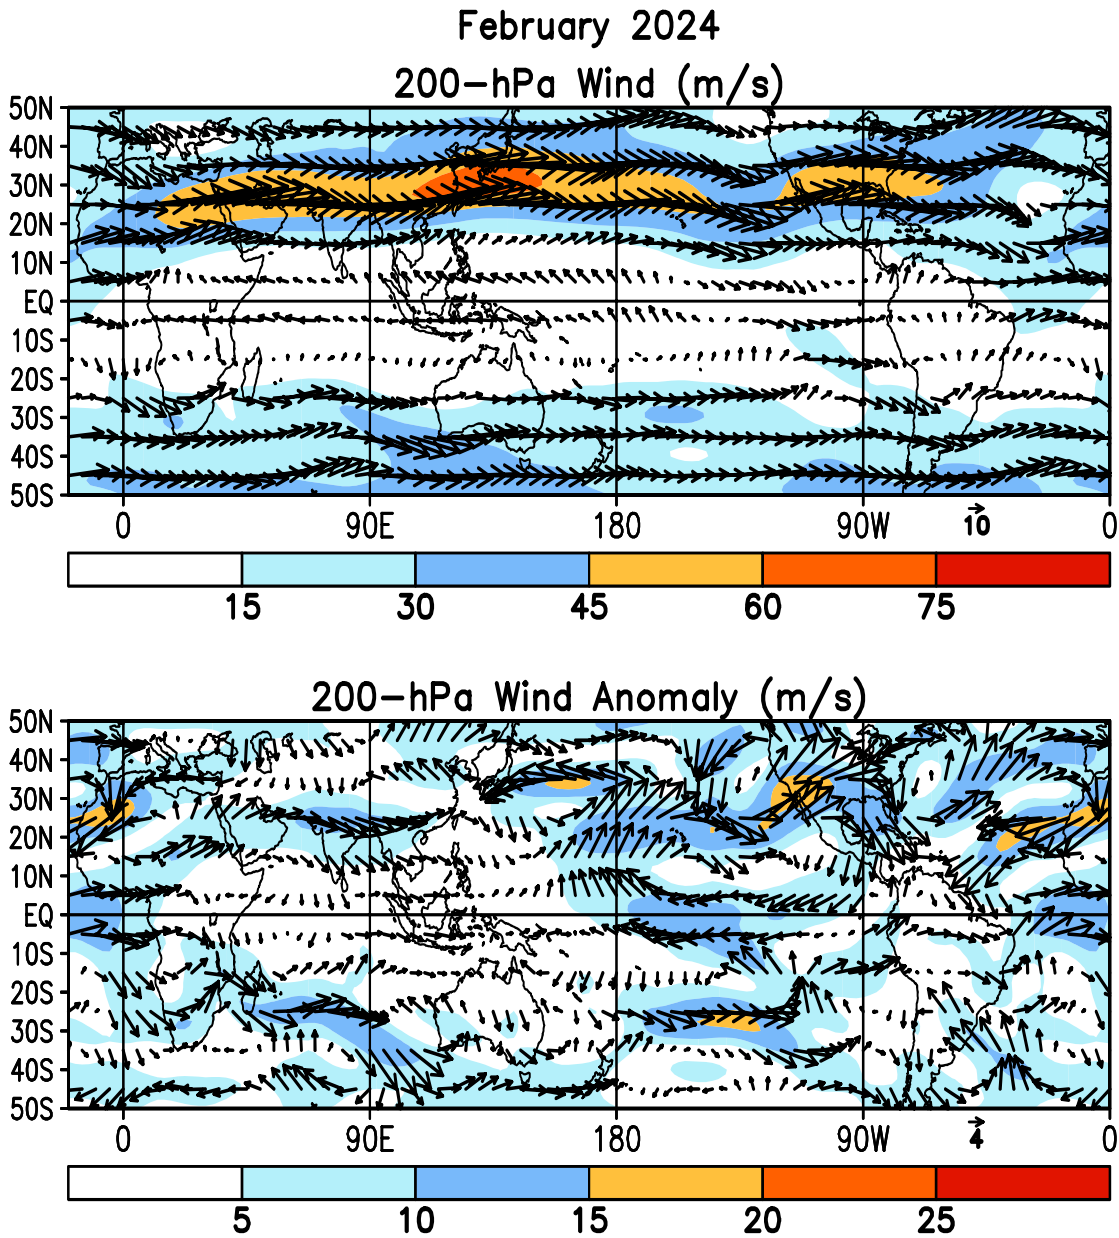 February 2024
200-hPa Wind (m/s)
50N
40N
30N
20N
10N
EQ
10S
20S
30S
40S
50S
0 90E 180 90W 10 0
15 30 45 60 75
200-hPa Wind Anomaly (m/s)
50N
40N
30N
20N
10N
EQ
10S
20S
30S
40S
50S
0 90E 180 90W 4 0
5 10 15 20 25